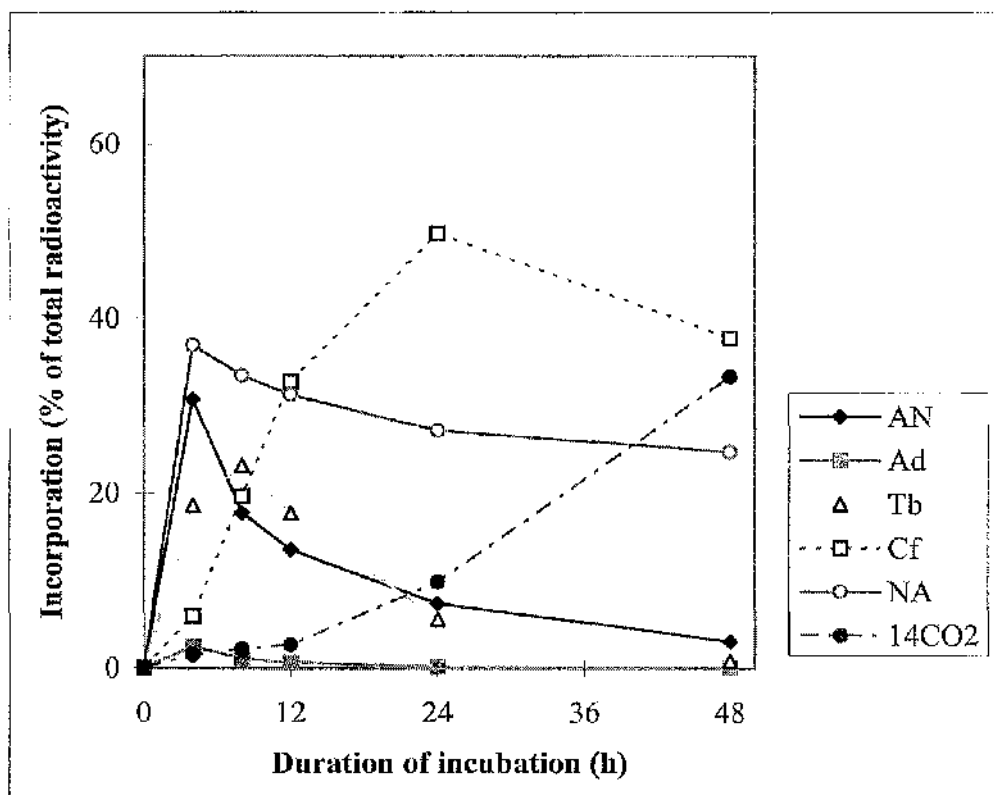 Incorporation (% of total radioactivity)
60
40
20
0
0
12
24
36
48
Duration of incubation (h)
AN
Ad
Tb
Cf
NA
14CO2